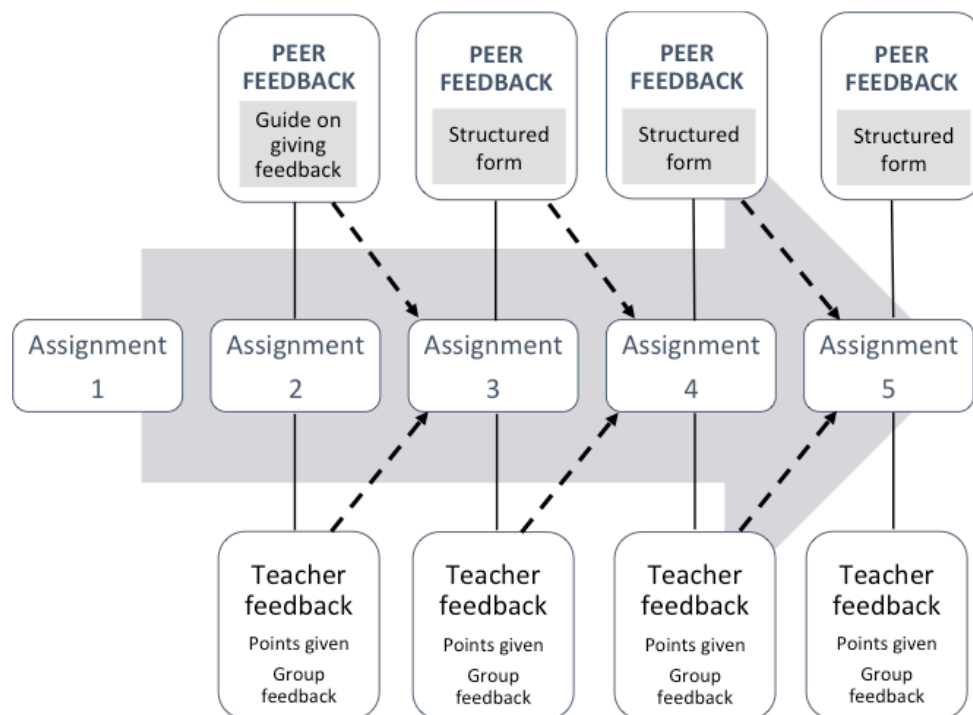 PEER
FEEDBACK
Guide on
giving
feedback
PEER
FEEDBACK
Structured
form
PEER
FEEDBACK
Structured
form
PEER
FEEDBACK
Structured
form
Assignment
1
Assignment
2
Assignment
3
Assignment
4
Assignment
5
Teacher
feedback
Points given
Group
feedback
Teacher
feedback
Points given
Group
feedback
Teacher
feedback
Points given
Group
feedback
Teacher
feedback
Points given
Group
feedback